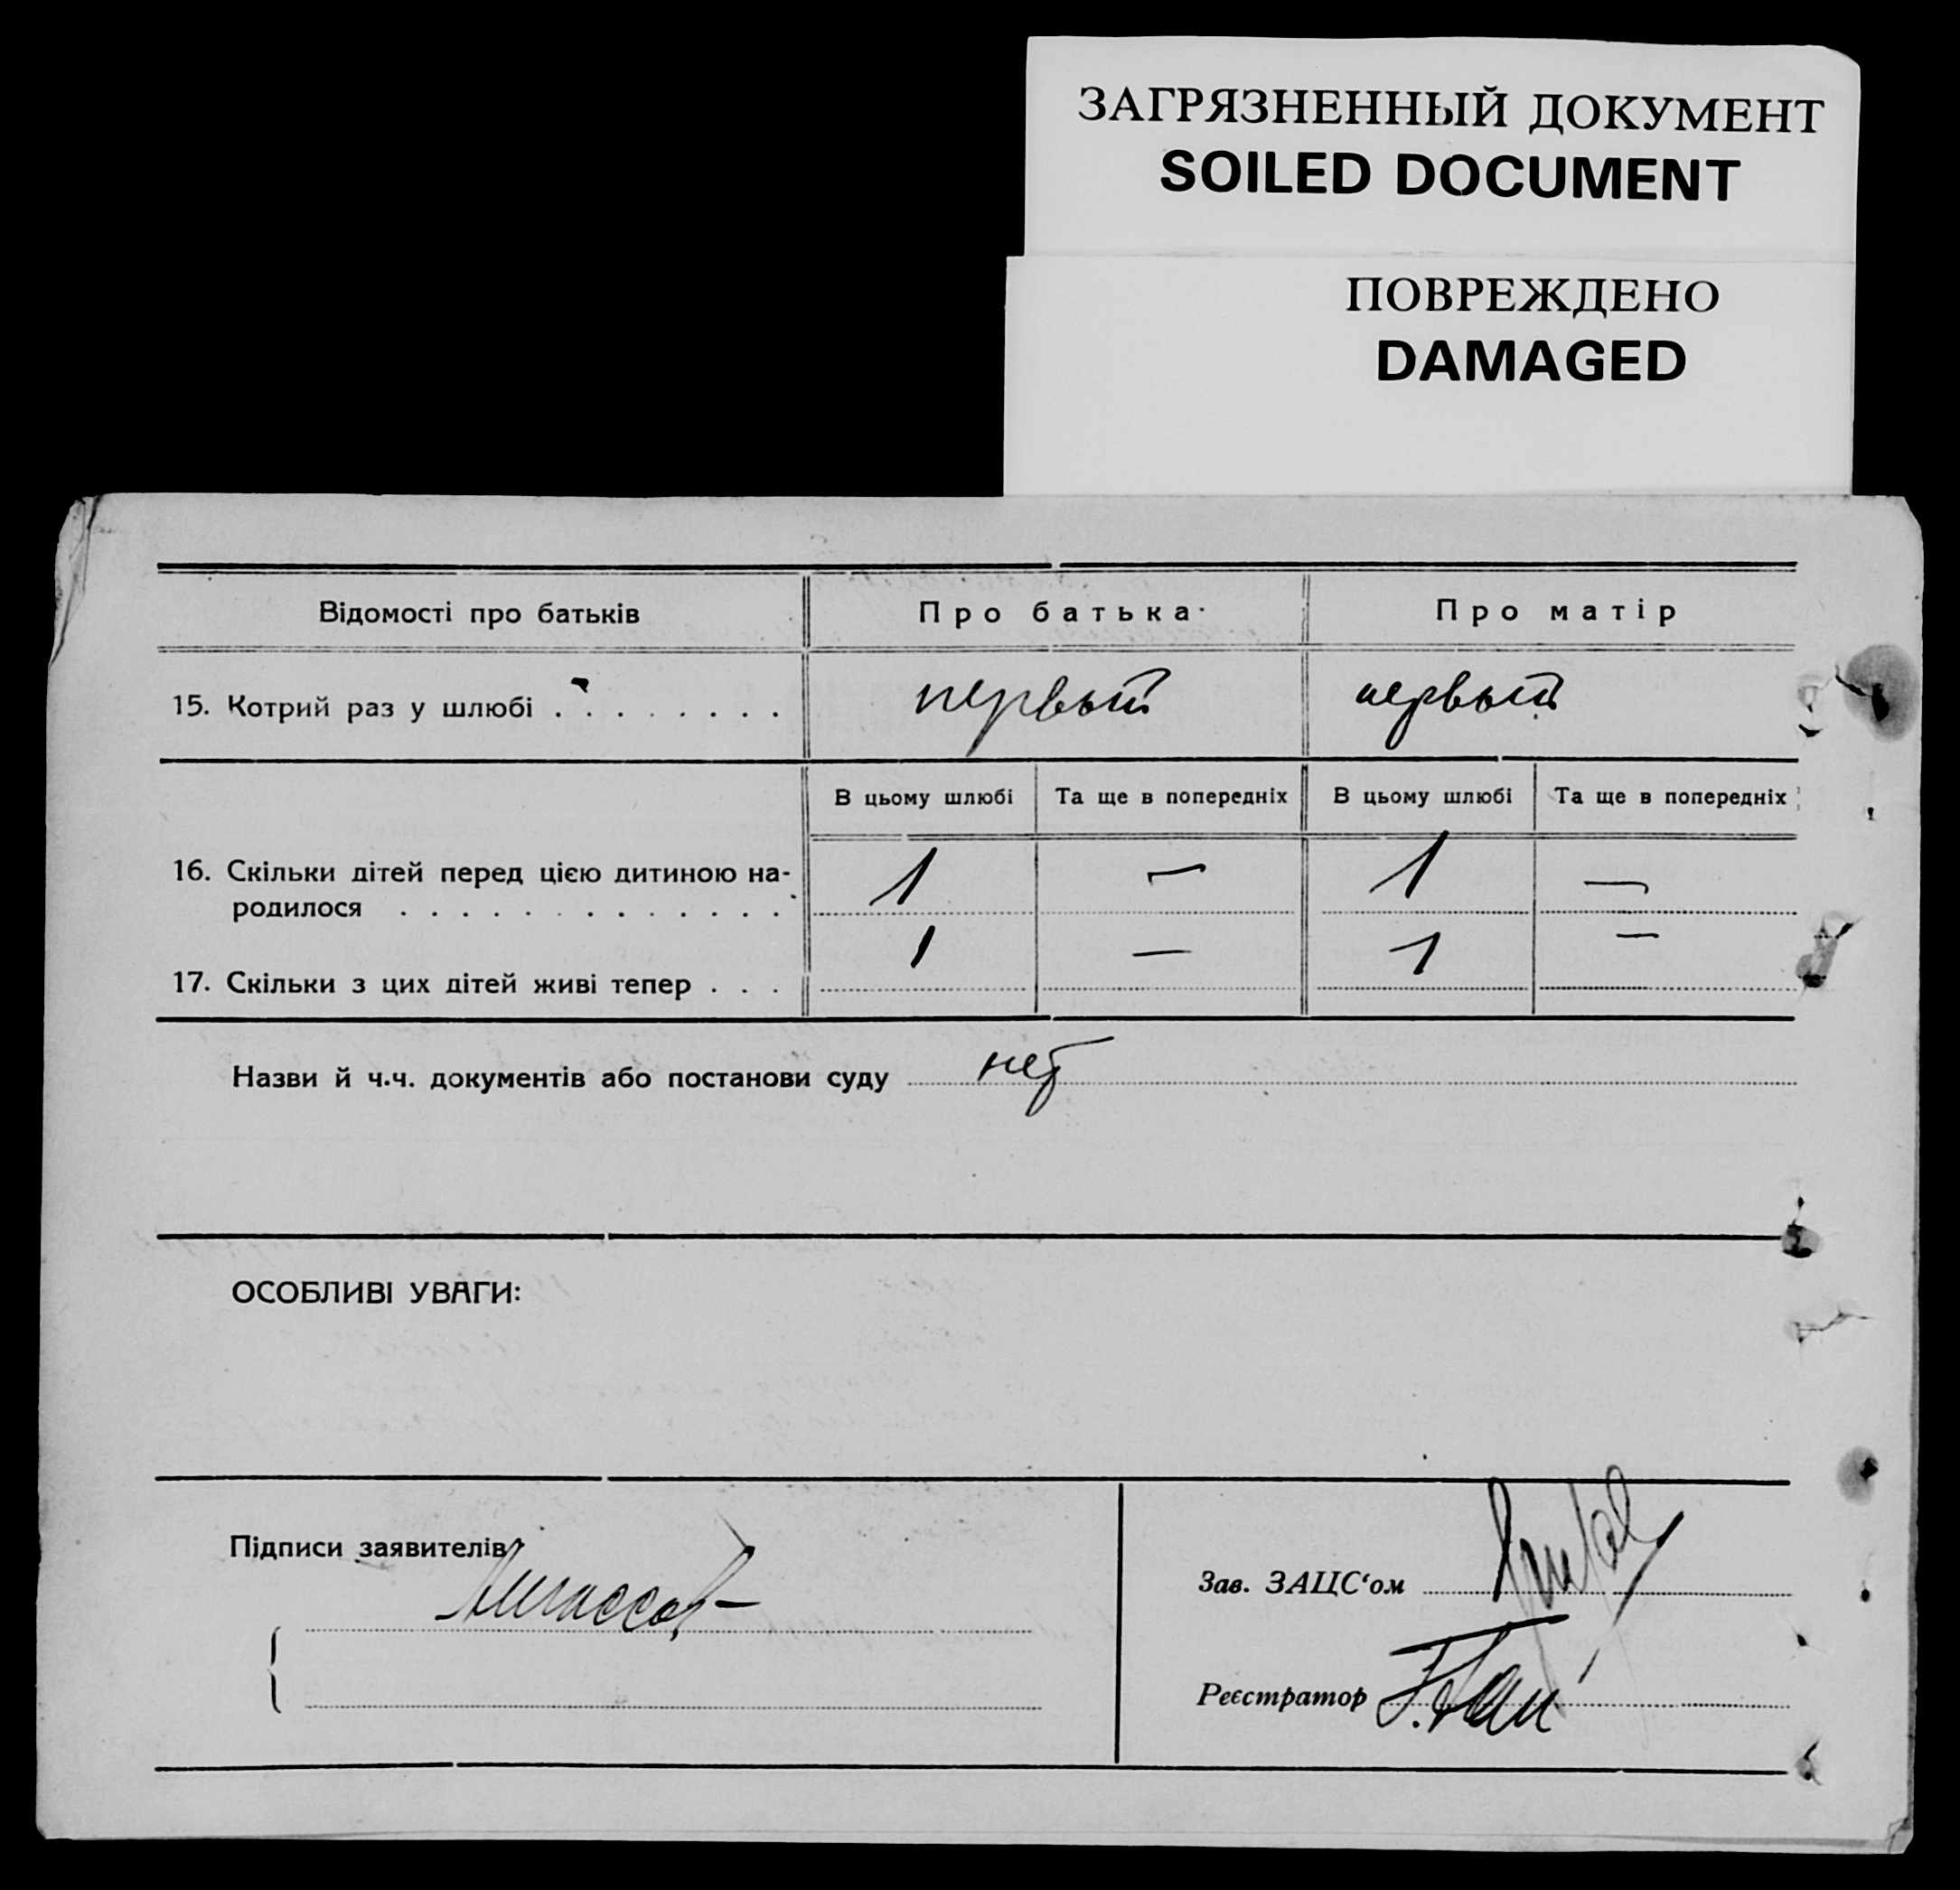 ЗАГРЯЗНЕННЫЙ ДОКУМЕНТ
SOILED DOCUMENT
ПОВРЕЖДЕНО
DAMAGED
Відомості про батьків Про батька Про матір
15. Котрий раз у шлюбі . . . . . . . . первый первый
В цьому шлюбі Та ще в попередніх В цьому шлюбі Та ще в попередніх
16. Скільки дітей перед цією дитиною на-
родилося . . . . . . . . . . . . . 1 — 1 —
17. Скільки з цих дітей живі тепер . . . 1 — 1 —
Назви й ч.ч. документів або постанови суду нет
ОСОБЛИВІ УВАГИ:
Підписи заявителів
Зав. ЗАЦС‘ом
Реєстратор